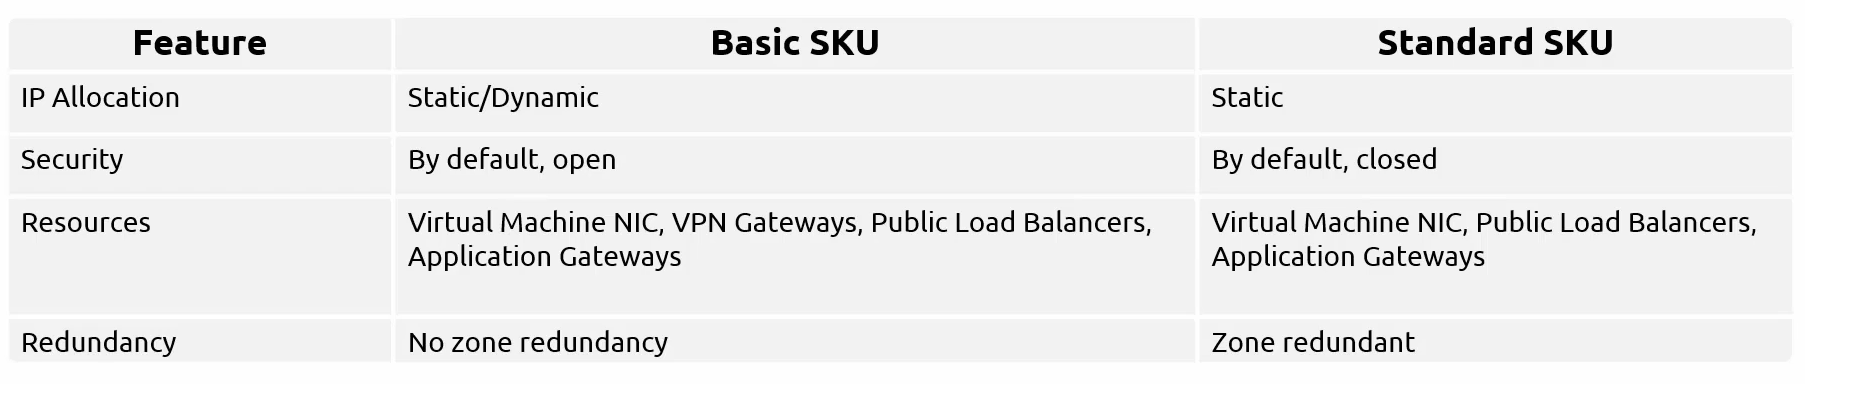 Feature Basic SKU Standard SKU
IP Allocation Static/Dynamic Static
Security By default, open By default, closed
Resources Virtual Machine NIC, VPN Gateways, Public Load Balancers, Virtual Machine NIC, Public Load Balancers,
Application Gateways Application Gateways
Redundancy No zone redundancy Zone redundant